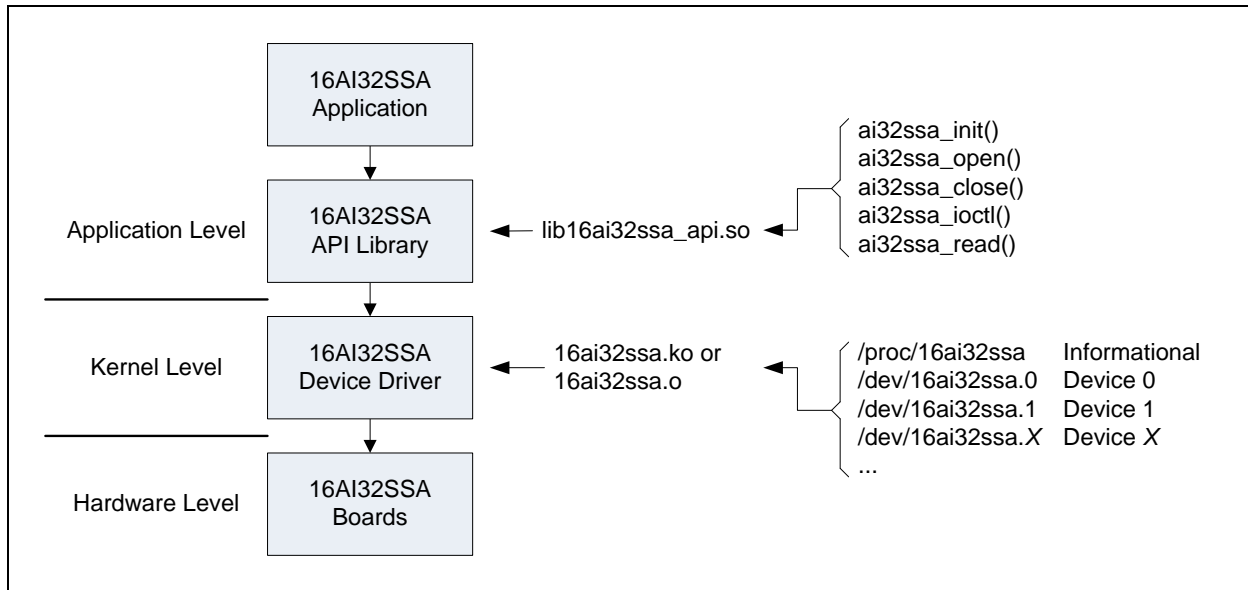 16AI32SSA
Application
Application Level
16AI32SSA
API Library
lib16ai32ssa_api.so
ai32ssa_init()
ai32ssa_open()
ai32ssa_close()
ai32ssa_ioctl()
ai32ssa_read()
Kernel Level
16AI32SSA
Device Driver
16ai32ssa.ko or
16ai32ssa.o
/proc/16ai32ssa Informational
/dev/16ai32ssa.0 Device 0
/dev/16ai32ssa.1 Device 1
/dev/16ai32ssa.X Device X
...
Hardware Level
16AI32SSA
Boards